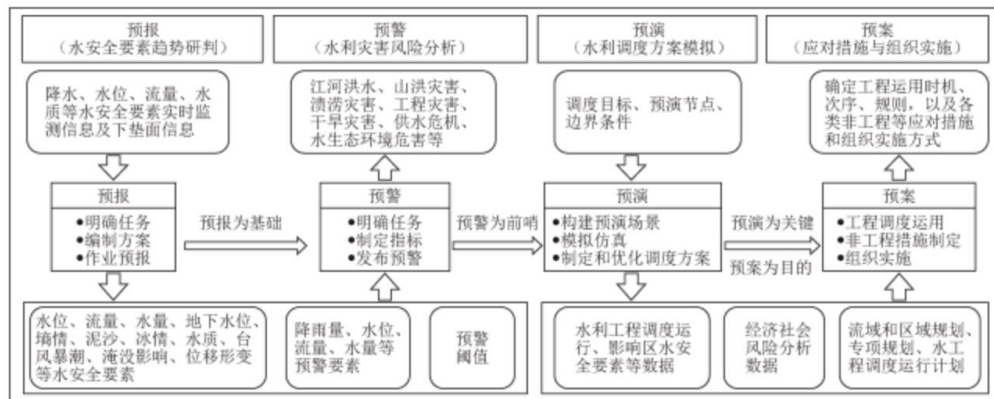 预报
（水安全要素趋势研判）
预警
（水利灾害风险分析）
预演
（水利调度方案模拟）
预案
（应对措施与组织实施）
降水、水位、流量、水
质等水安全要素实时监
测信息及下垫面信息
江河洪水、山洪灾害、
渍涝灾害、工程灾害、
干旱灾害、供水危机、
水生态环境危害等
调度目标、预演节点、
边界条件
确定工程运用时机、
次序、规则，以及各
类非工程等应对措施
和组织实施方式
预报
●明确任务
●编制方案
●作业预报
预报为基础
预警
●明确任务
●制定指标
●发布预警
预警为前哨
预演
●构建预演场景
●模拟仿真
●制定和优化调度方案
预演为关键
预案为目的
预案
●工程调度运用
●非工程措施制定
●组织实施
水位、流量、水量、地下水位、
墒情、泥沙、冰情、水质、台
风暴潮、淹没影响、位移形变
等水安全要素
降雨量、水位、
流量、水量等
预警要素
预警
阈值
水利工程调度运
行、影响区水安
全要素等数据
经济社会
风险分析
数据
流域和区域规划、
专项规划、水工
程调度运行计划